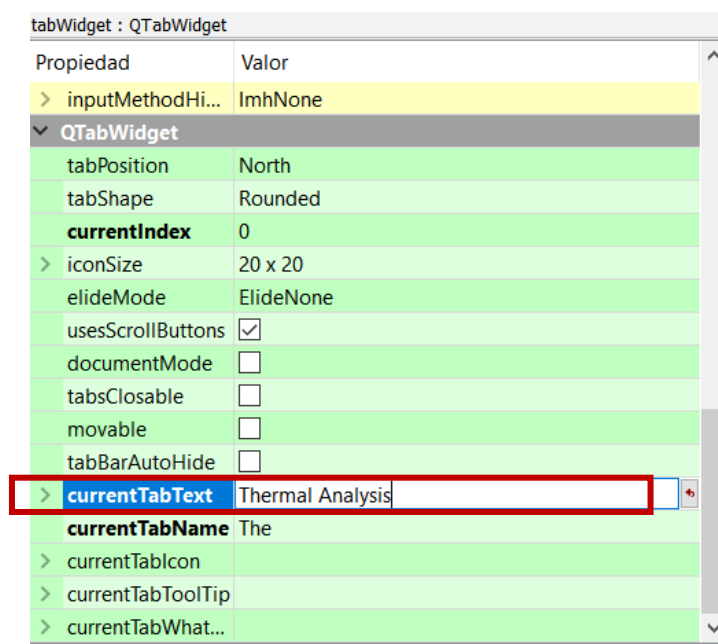 tabWidget : QTabWidget
Propiedad Valor
inputMethodHi... ImhNone
QTabWidget
tabPosition North
tabShape Rounded
currentIndex 0
iconSize 20 x 20
elideMode ElideNone
usesScrollButtons
documentMode
tabsClosable
movable
tabBarAutoHide
currentTabText Thermal Analysis
currentTabName The
currentTabIcon
currentTabToolTip
currentTabWhat...